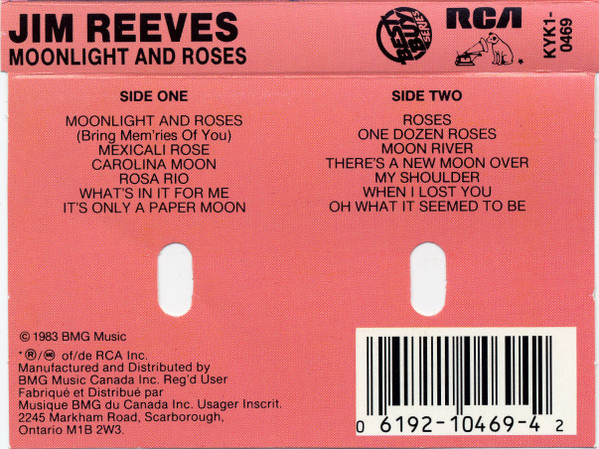 JIM REEVES
MOONLIGHT AND ROSES
BEST BUY SERIES
RCA
KYK1-
0469
SIDE ONE
MOONLIGHT AND ROSES
(Bring Mem'ries Of You)
MEXICALI ROSE
CAROLINA MOON
ROSA RIO
WHAT'S IN IT FOR ME
IT'S ONLY A PAPER MOON
SIDE TWO
ROSES
ONE DOZEN ROSES
MOON RIVER
THERE'S A NEW MOON OVER
MY SHOULDER
WHEN I LOST YOU
OH WHAT IT SEEMED TO BE
© 1983 BMG Music
*®/MC of/de RCA Inc.
Manufactured and Distributed by
BMG Music Canada Inc. Reg'd User
Fabriqué et Distribué par
Musique BMG du Canada Inc. Usager Inscrit.
2245 Markham Road, Scarborough,
Ontario M1B 2W3.
0 6192-10469-4 2